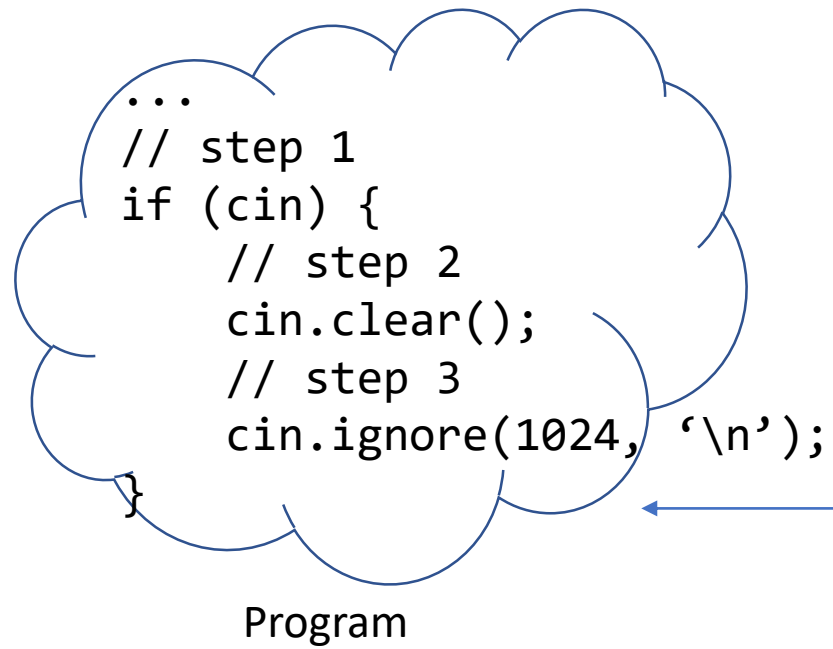 ...
// step 1
if (cin) {
// step 2
cin.clear();
// step 3
cin.ignore(1024, ‘\n’);
}
Program